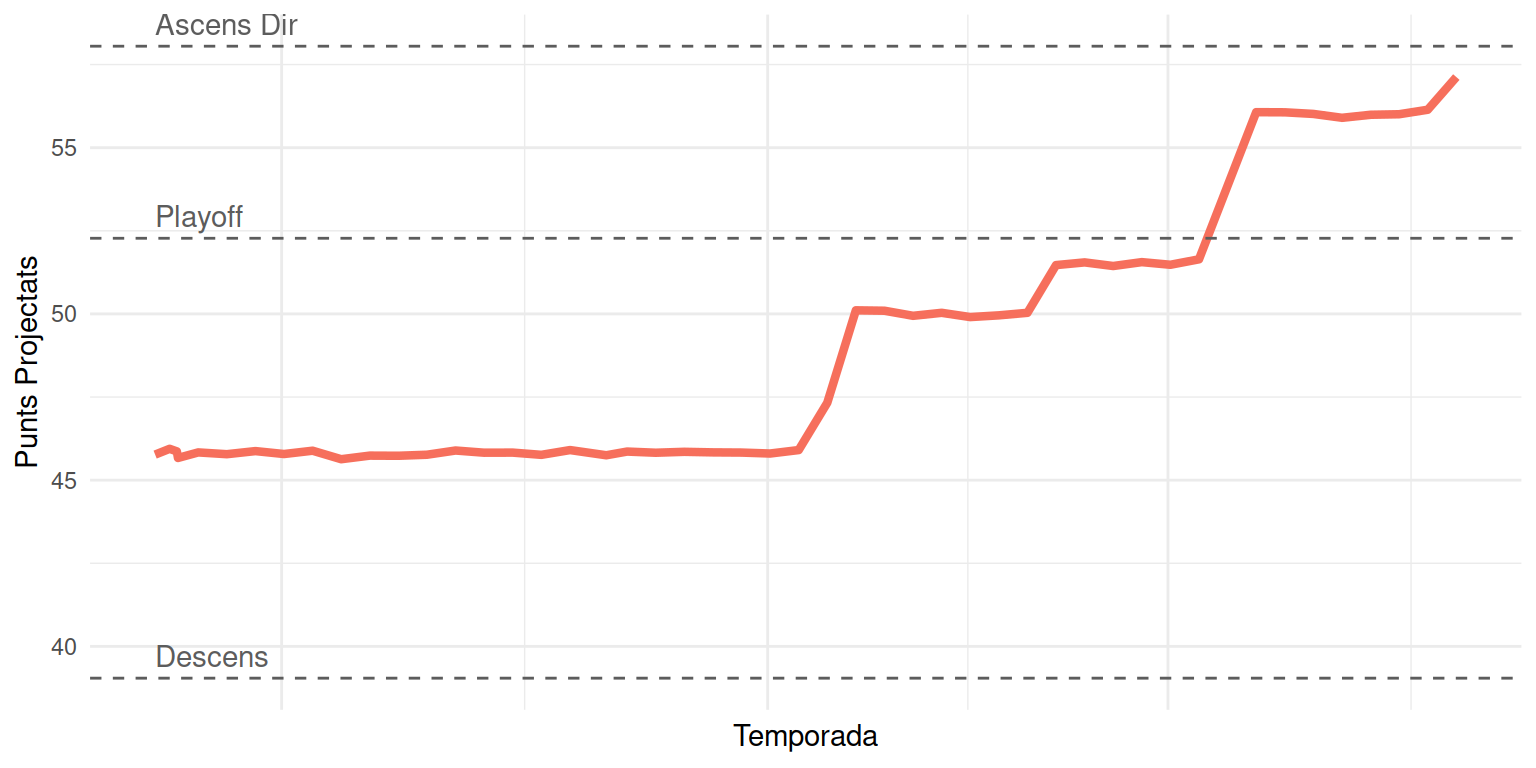 Ascens Dir
55
Playoff
50
45
40
Descens
Punts Projectats
Temporada